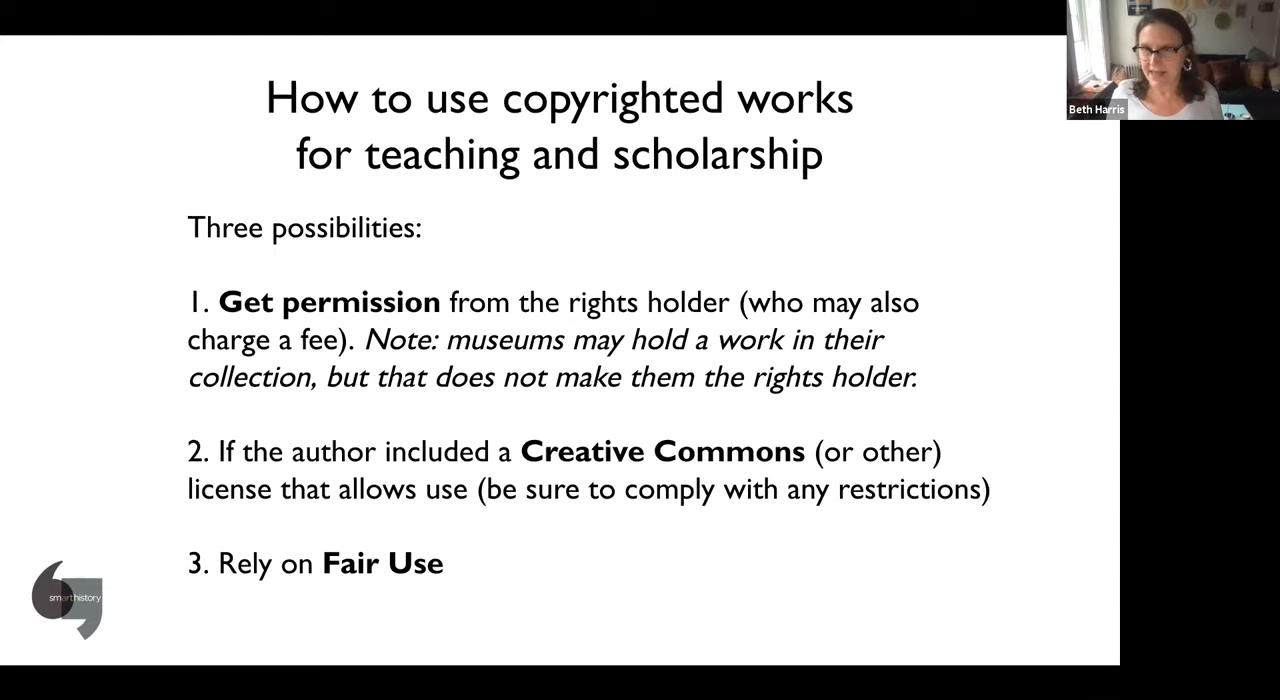 How to use copyrighted works
for teaching and scholarship
Beth Harris
Three possibilities:
1. Get permission from the rights holder (who may also
charge a fee). Note: museums may hold a work in their
collection, but that does not make them the rights holder.
2. If the author included a Creative Commons (or other)
license that allows use (be sure to comply with any restrictions)
3. Rely on Fair Use
smarthistory